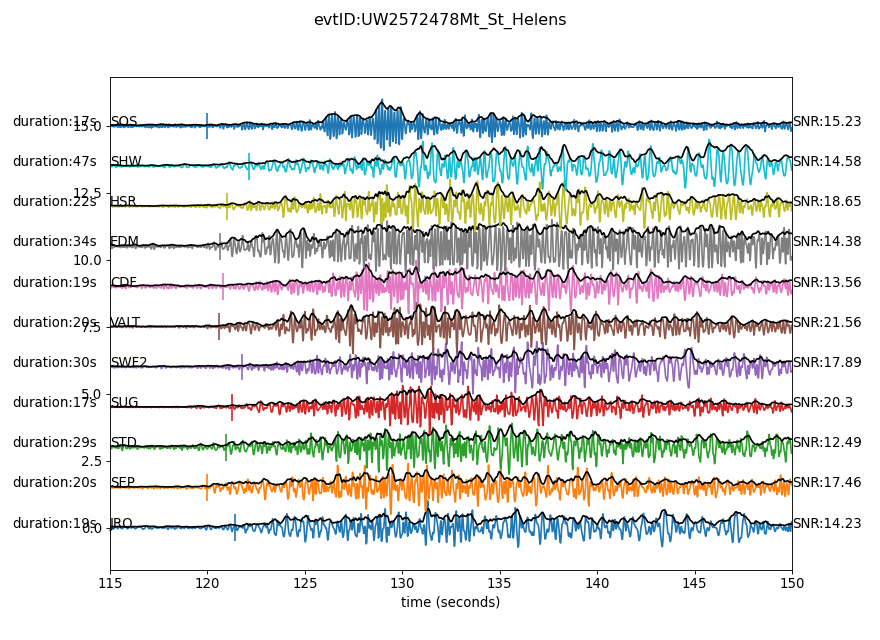 evtID:UW2572478Mt_St_Helens
duration:17s SOS SNR:15.23
15.0
duration:47s SHW SNR:14.58
12.5
duration:22s HSR SNR:18.65
duration:34s EDM SNR:14.38
10.0
duration:19s CDF SNR:13.56
duration:20s VALT SNR:21.56
7.5
duration:30s SWF2 SNR:17.89
5.0
duration:17s SUG SNR:20.3
duration:29s STD SNR:12.49
2.5
duration:20s SEP SNR:17.46
duration:19s JRO SNR:14.23
0.0
115 120 125 130 135 140 145 150
time (seconds)